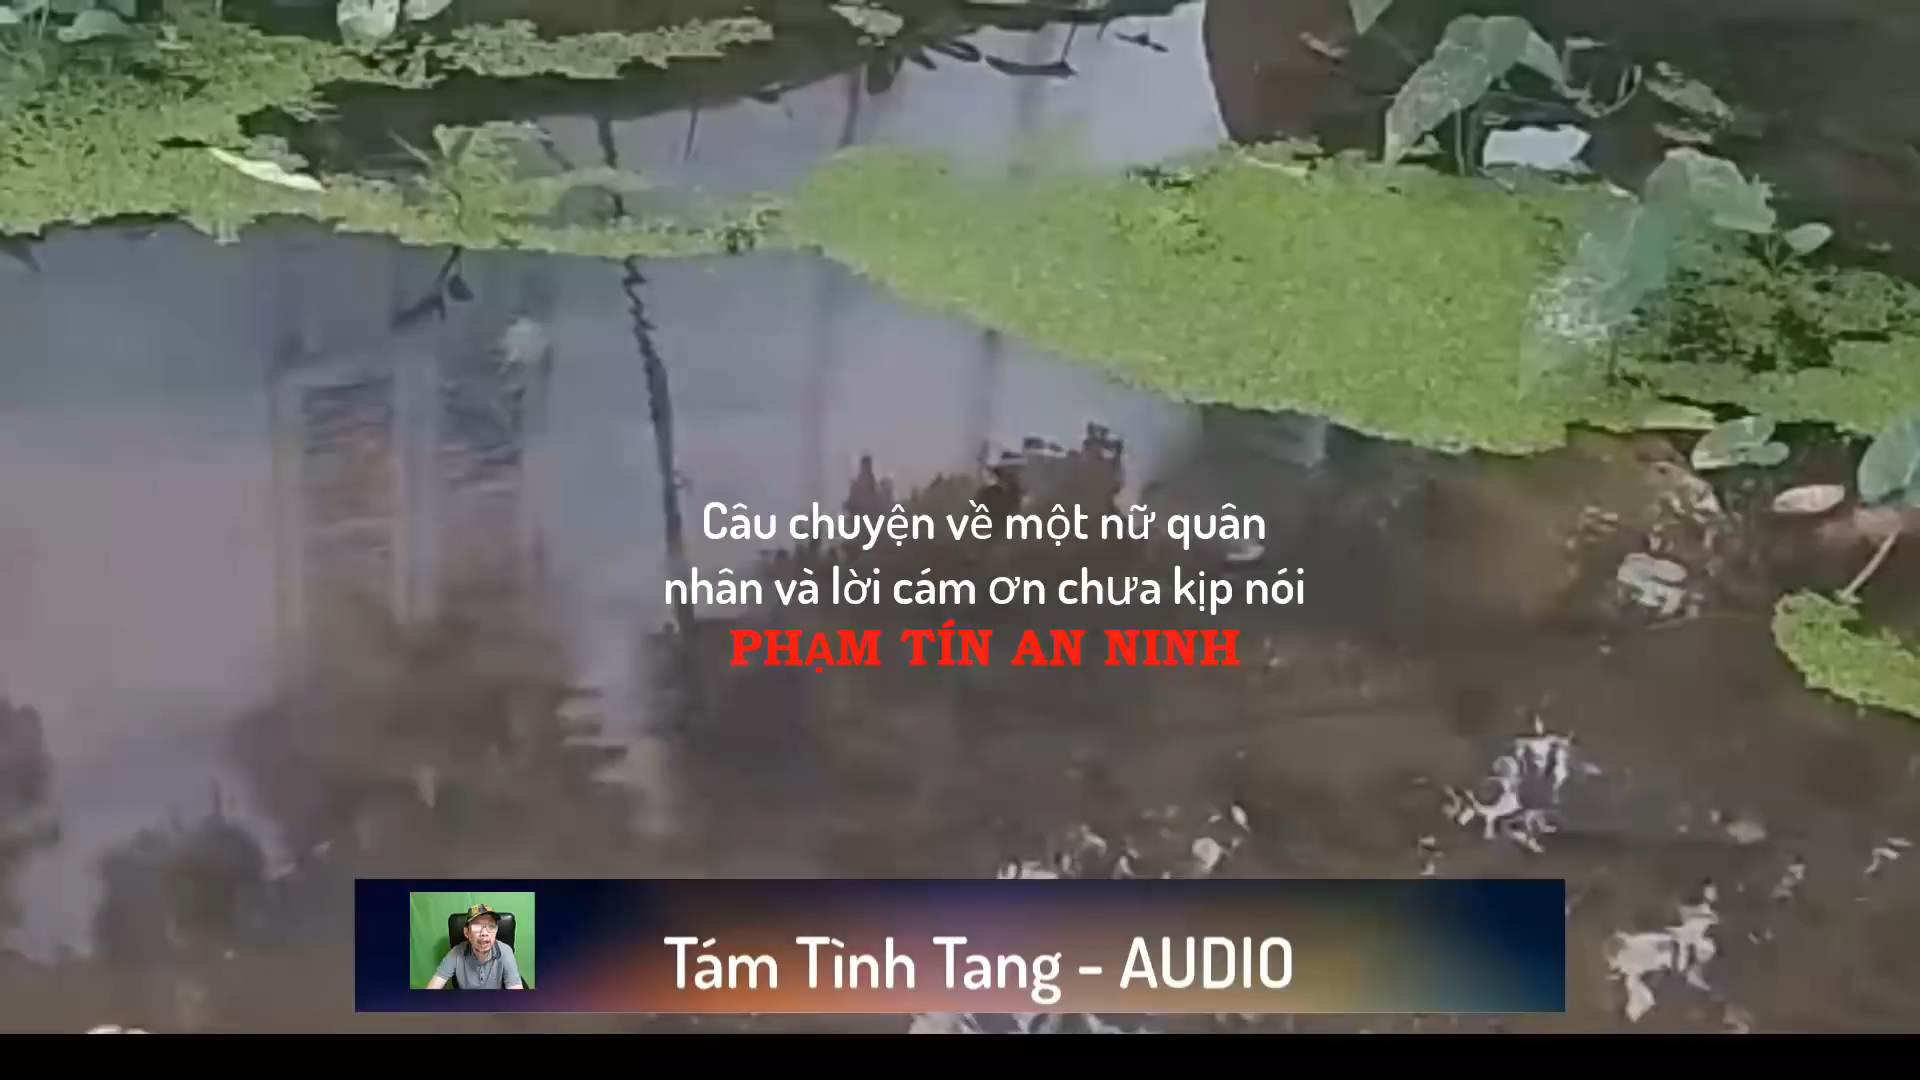 Câu chuyện về một nữ quân
nhân và lời cám ơn chưa kịp nói
PHẠM TÍN AN NINH
Tám Tình Tang - AUDIO